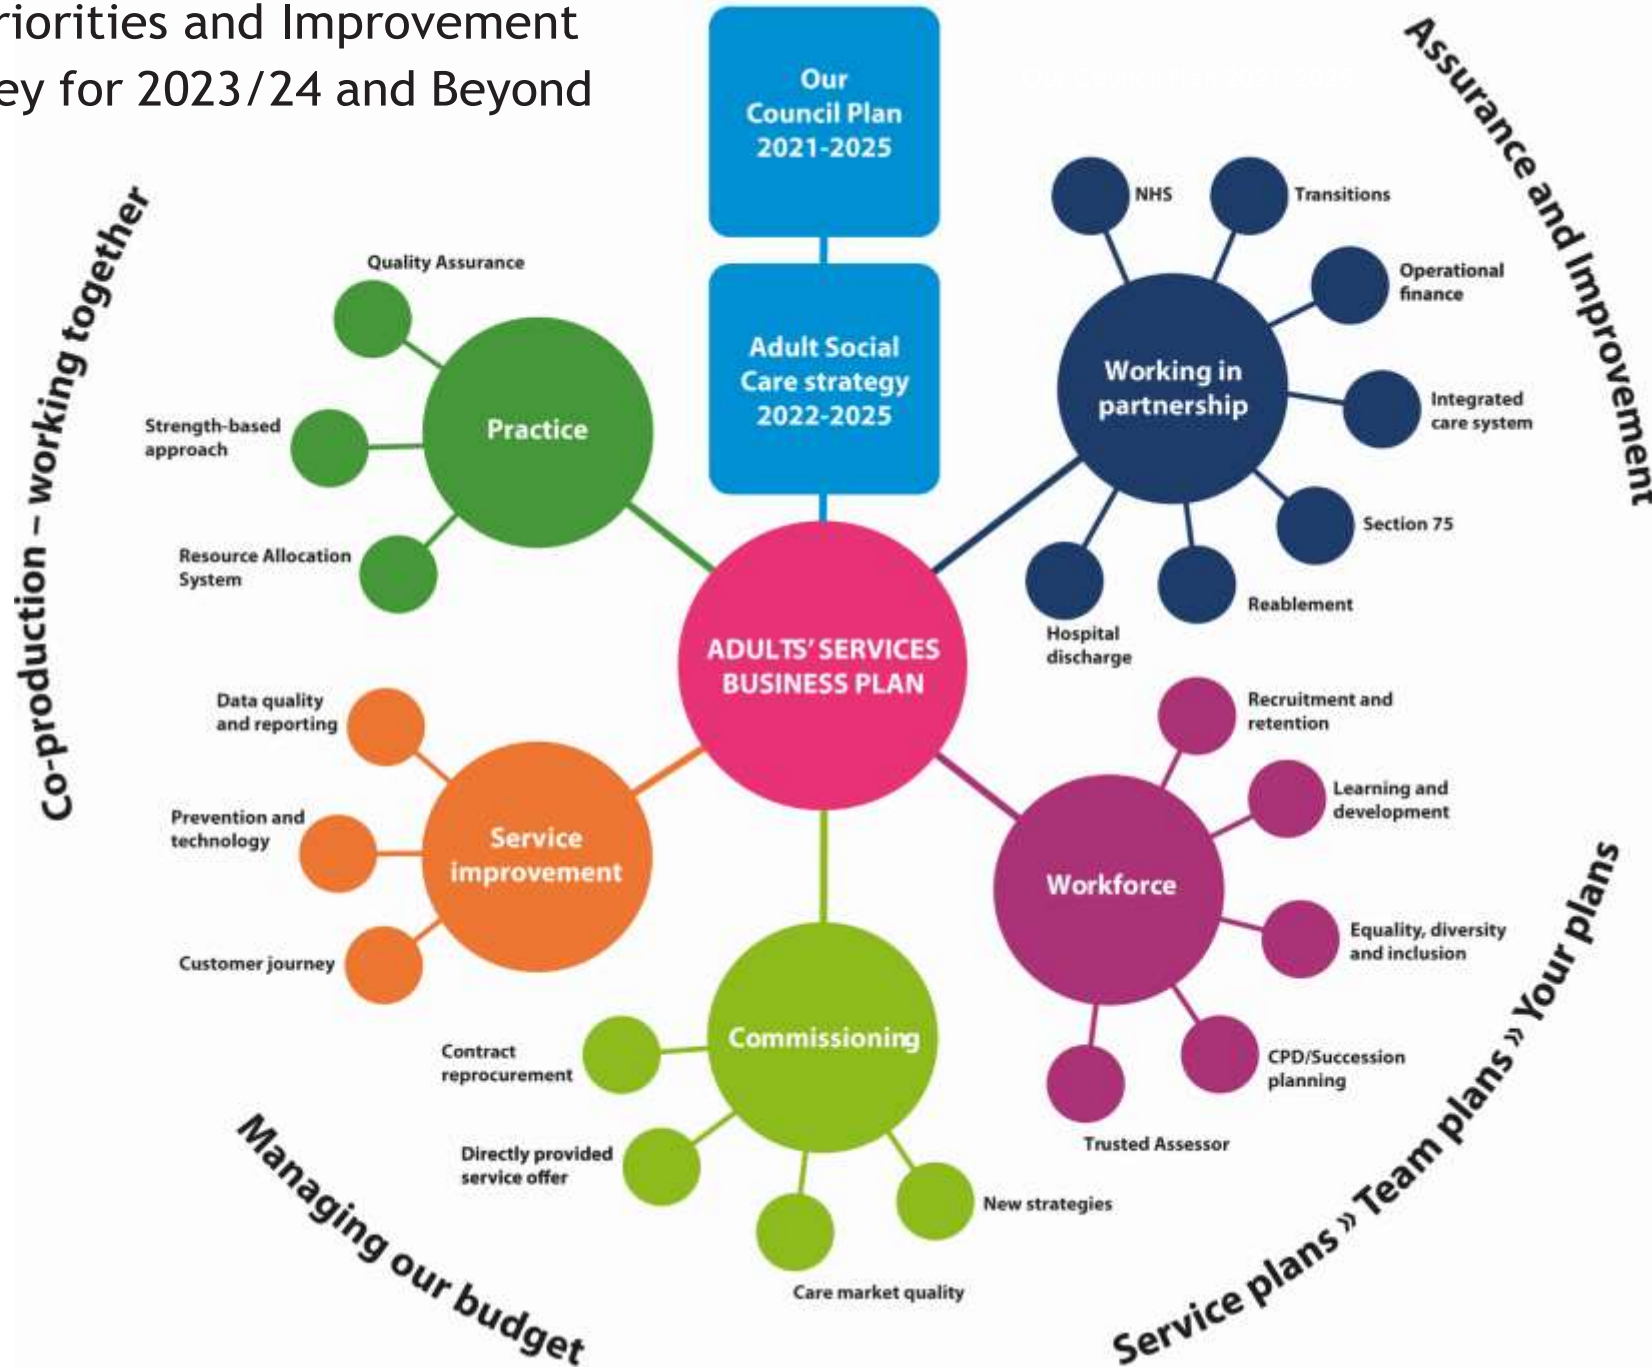 riorities and Improvement
ey for 2023/24 and Beyond
Our
Council Plan
2021-2025
Adult Social
Care strategy
2022-2025
ADULTS' SERVICES
BUSINESS PLAN
Co-production – working together
Assurance and Improvement
Quality Assurance
Strength-based
approach
Practice
Resource Allocation
System
NHS
Transitions
Operational
finance
Working in
partnership
Integrated
care system
Section 75
Reablement
Hospital
discharge
Data quality
and reporting
Prevention and
technology
Service
improvement
Customer journey
Recruitment and
retention
Learning and
development
Workforce
Equality, diversity
and inclusion
CPD/Succession
planning
Trusted Assessor
Commissioning
Contract
reprocurement
Directly provided
service offer
Care market quality
New strategies
Managing our budget
Service plans » Team plans » Your plans